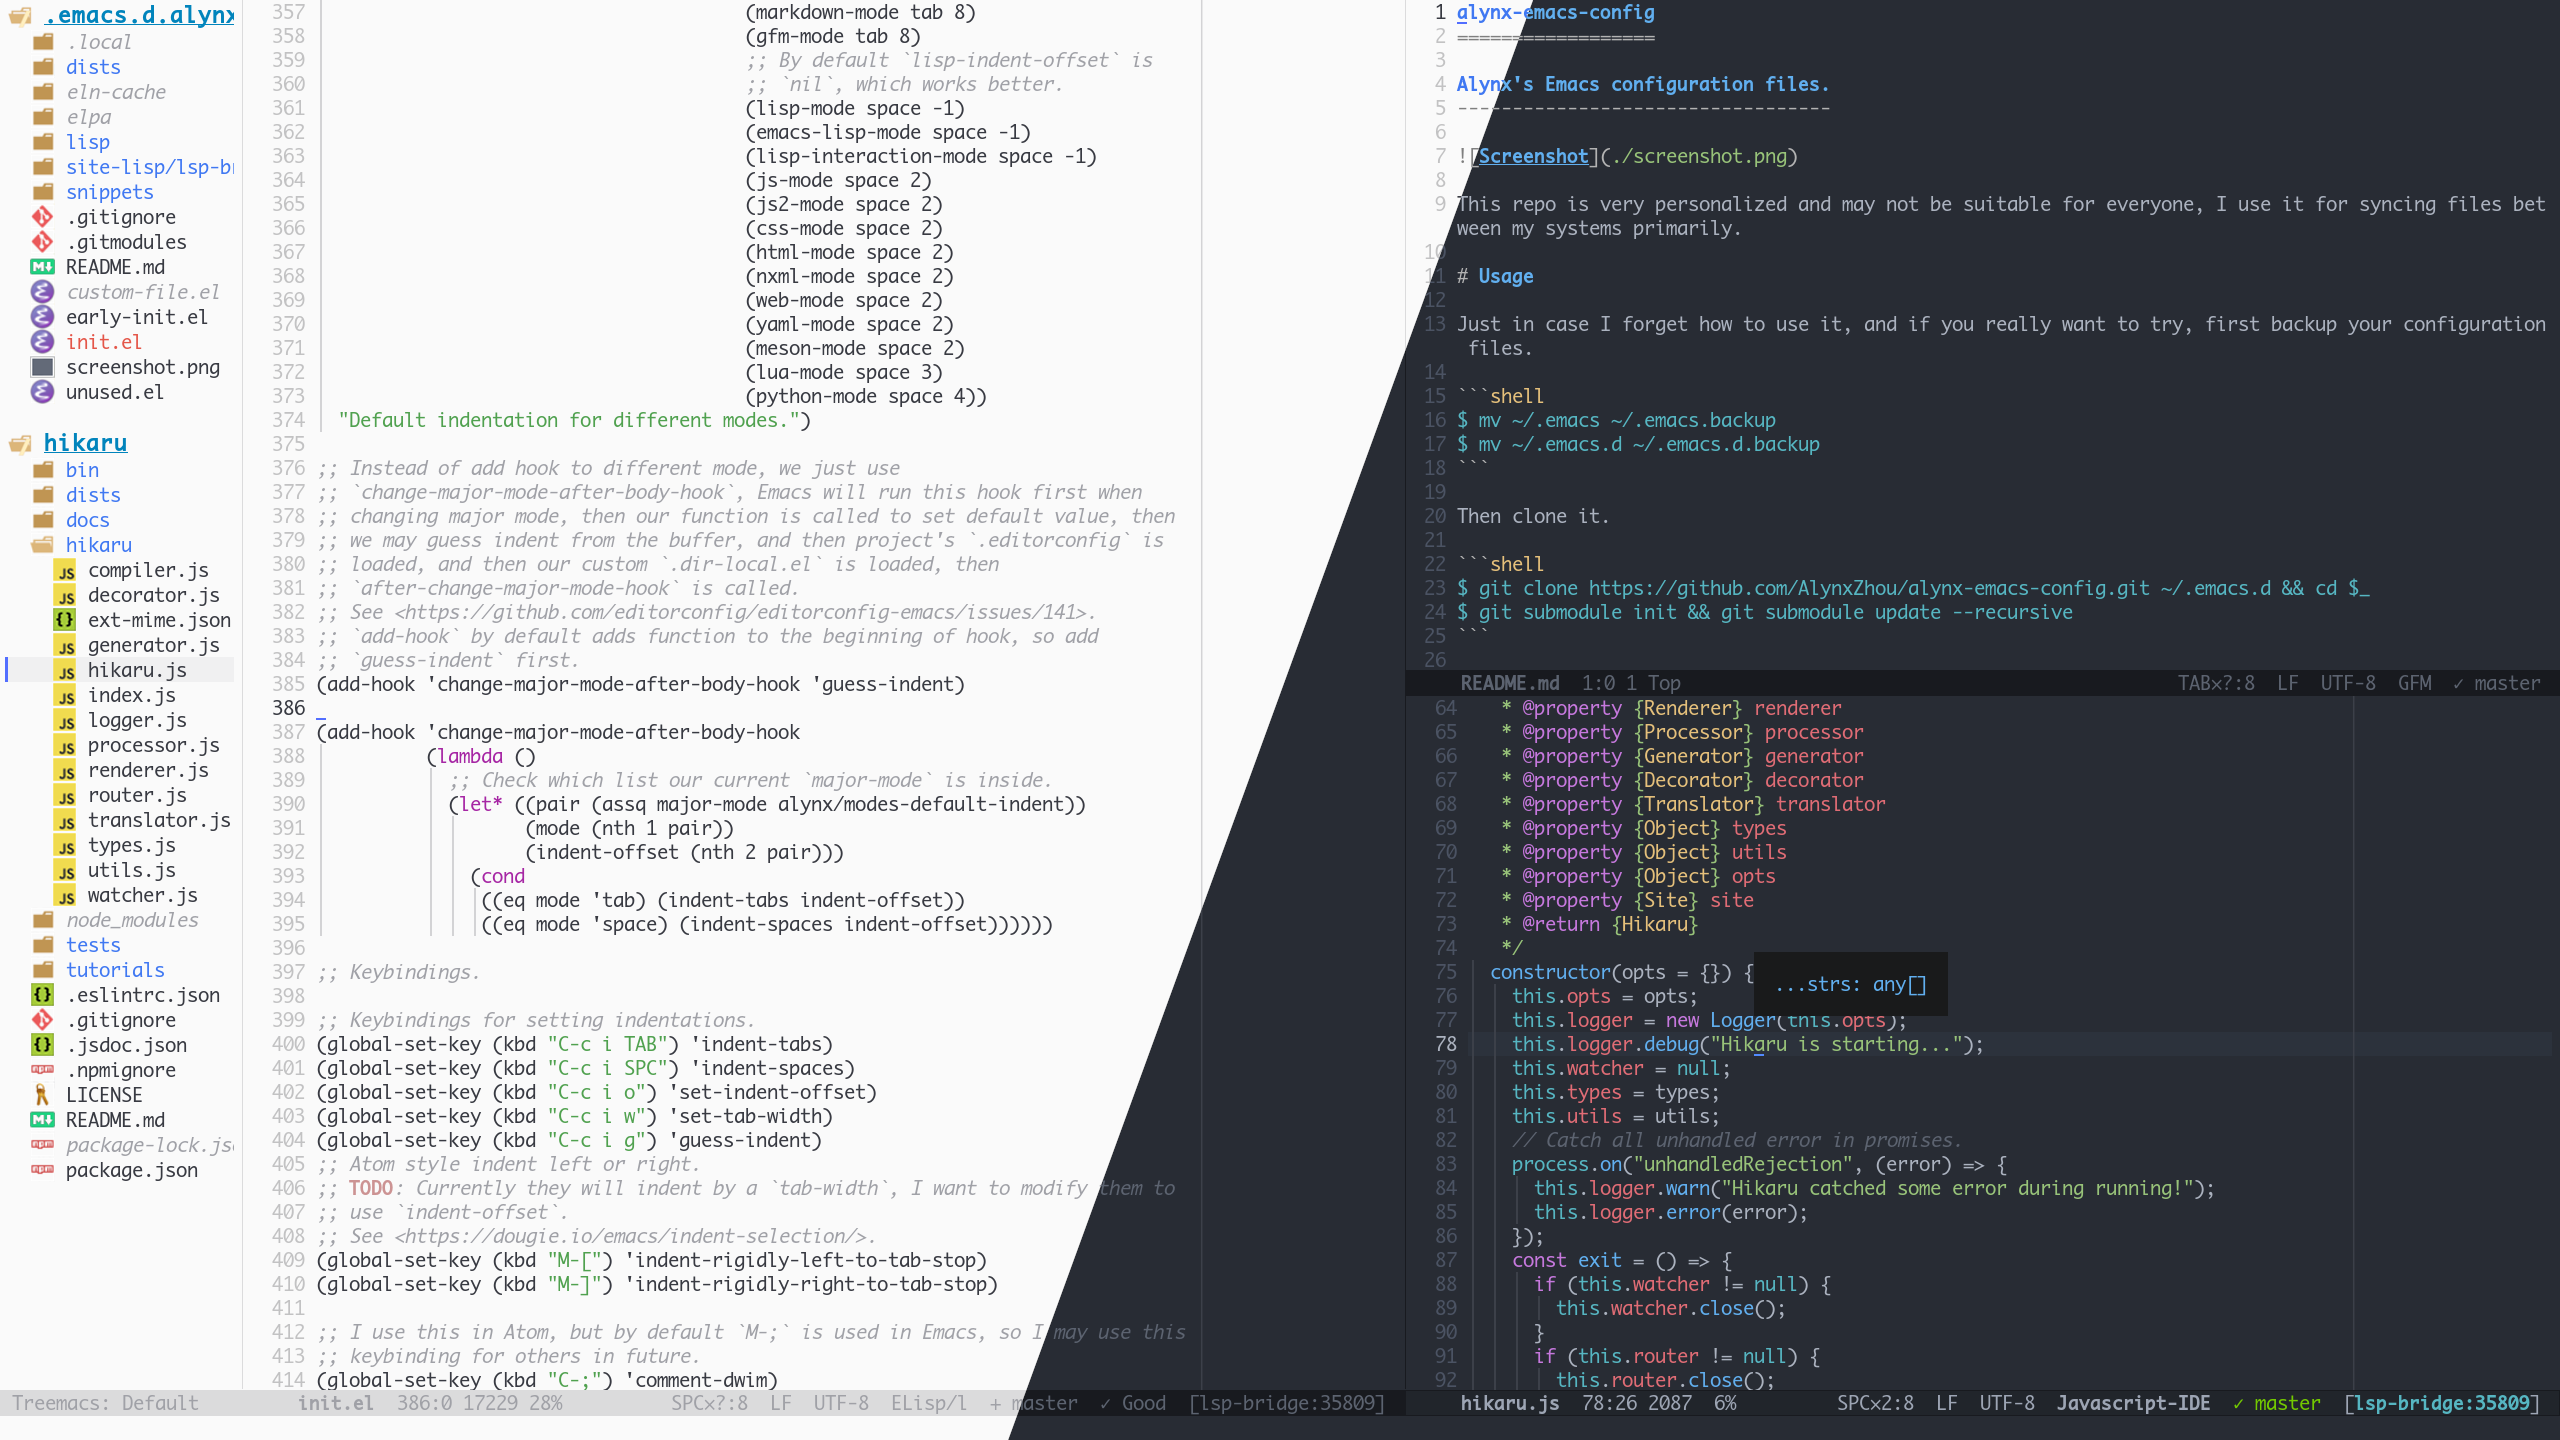 .emacs.d.alynx
.local
dists
eln-cache
elpa
lisp
site-lisp/lsp-br
snippets
.gitignore
.gitmodules
README.md
custom-file.el
early-init.el
init.el
screenshot.png
unused.el
hikaru
bin
dists
docs
hikaru
compiler.js
decorator.js
ext-mime.json
generator.js
hikaru.js
index.js
logger.js
processor.js
renderer.js
router.js
translator.js
types.js
utils.js
watcher.js
node_modules
tests
tutorials
.eslintrc.json
.gitignore
.jsdoc.json
.npmignore
LICENSE
README.md
package-lock.js
package.json
Treemacs: Default
357 (markdown-mode tab 8)
358 (gfm-mode tab 8)
359 ;; By default `lisp-indent-offset` is
360 ;; `nil`, which works better.
361 (lisp-mode space -1)
362 (emacs-lisp-mode space -1)
363 (lisp-interaction-mode space -1)
364 (js-mode space 2)
365 (js2-mode space 2)
366 (css-mode space 2)
367 (html-mode space 2)
368 (nxml-mode space 2)
369 (web-mode space 2)
370 (yaml-mode space 2)
371 (meson-mode space 2)
372 (lua-mode space 3)
373 (python-mode space 4))
374 "Default indentation for different modes.")
375
376 ;; Instead of add hook to different mode, we just use
377 ;; `change-major-mode-after-body-hook`, Emacs will run this hook first when
378 ;; changing major mode, then our function is called to set default value, then
379 ;; we may guess indent from the buffer, and then project's `.editorconfig` is
380 ;; loaded, and then our custom `.dir-local.el` is loaded, then
381 ;; `after-change-major-mode-hook` is called.
382 ;; See <https://github.com/editorconfig/editorconfig-emacs/issues/141>.
383 ;; `add-hook` by default adds function to the beginning of hook, so add
384 ;; `guess-indent` first.
385 (add-hook 'change-major-mode-after-body-hook 'guess-indent)
386
387 (add-hook 'change-major-mode-after-body-hook
388 (lambda ()
389 ;; Check which list our current `major-mode` is inside.
390 (let* ((pair (assq major-mode alynx/modes-default-indent))
391 (mode (nth 1 pair))
392 (indent-offset (nth 2 pair)))
393 (cond
394 ((eq mode 'tab) (indent-tabs indent-offset))
395 ((eq mode 'space) (indent-spaces indent-offset))))))
396
397 ;; Keybindings.
398
399 ;; Keybindings for setting indentations.
400 (global-set-key (kbd "C-c i TAB") 'indent-tabs)
401 (global-set-key (kbd "C-c i SPC") 'indent-spaces)
402 (global-set-key (kbd "C-c i o") 'set-indent-offset)
403 (global-set-key (kbd "C-c i w") 'set-tab-width)
404 (global-set-key (kbd "C-c i g") 'guess-indent)
405 ;; Atom style indent left or right.
406 ;; TODO: Currently they will indent by a `tab-width`, I want to modify them to
407 ;; use `indent-offset`.
408 ;; See <https://dougie.io/emacs/indent-selection/>.
409 (global-set-key (kbd "M-[") 'indent-rigidly-left-to-tab-stop)
410 (global-set-key (kbd "M-]") 'indent-rigidly-right-to-tab-stop)
411
412 ;; I use this in Atom, but by default `M-;` is used in Emacs, so I may use this
413 ;; keybinding for others in future.
414 (global-set-key (kbd "C-;") 'comment-dwim)
init.el 386:0 17229 28% SPC×?:8 LF UTF-8 ELisp/l + master ✓ Good [lsp-bridge:35809]
1 alynx-emacs-config
2 ==================
3
4 Alynx's Emacs configuration files.
5 ----------------------------------
6
7 ![Screenshot](./screenshot.png)
8
9 This repo is very personalized and may not be suitable for everyone, I use it for syncing files bet
ween my systems primarily.
10
11 # Usage
12
13 Just in case I forget how to use it, and if you really want to try, first backup your configuration
files.
14
15 ```shell
16 $ mv ~/.emacs ~/.emacs.backup
17 $ mv ~/.emacs.d ~/.emacs.d.backup
18 ```
19
20 Then clone it.
21
22 ```shell
23 $ git clone https://github.com/AlynxZhou/alynx-emacs-config.git ~/.emacs.d && cd $_
24 $ git submodule init && git submodule update --recursive
25 ```
26
README.md 1:0 1 Top TAB×?:8 LF UTF-8 GFM ✓ master
64 * @property {Renderer} renderer
65 * @property {Processor} processor
66 * @property {Generator} generator
67 * @property {Decorator} decorator
68 * @property {Translator} translator
69 * @property {Object} types
70 * @property {Object} utils
71 * @property {Object} opts
72 * @property {Site} site
73 * @return {Hikaru}
74 */
75 constructor(opts = {}) {
...strs: any[]
76 this.opts = opts;
77 this.logger = new Logger(this.opts);
78 this.logger.debug("Hikaru is starting...");
79 this.watcher = null;
80 this.types = types;
81 this.utils = utils;
82 // Catch all unhandled error in promises.
83 process.on("unhandledRejection", (error) => {
84 this.logger.warn("Hikaru catched some error during running!");
85 this.logger.error(error);
86 });
87 const exit = () => {
88 if (this.watcher != null) {
89 this.watcher.close();
90 }
91 if (this.router != null) {
92 this.router.close();
hikaru.js 78:26 2087 6% SPC×2:8 LF UTF-8 Javascript-IDE ✓ master [lsp-bridge:35809]